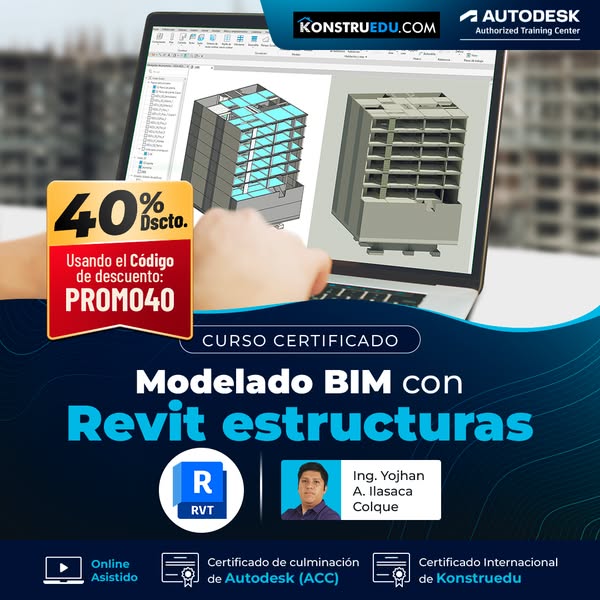 KONSTRUEDU.COM
AUTODESK
Authorized Training Center
40% Dscto.
Usando el Código
de descuento:
PROMO40
CURSO CERTIFICADO
Modelado BIM con
Revit estructuras
R
RVT
Ing. Yojhan
A. Ilasaca
Colque
Online
Asistido
Certificado de culminación
de Autodesk (ACC)
Certificado Internacional
de Konstruedu